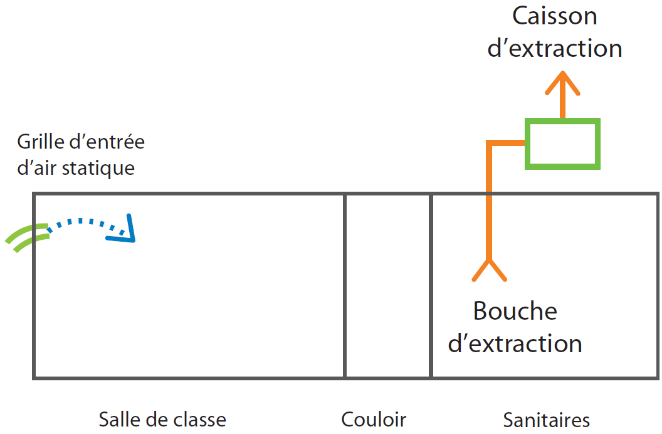 Caisson
d’extraction
Grille d’entrée
d’air statique
Bouche
d’extraction
Salle de classe
Couloir
Sanitaires